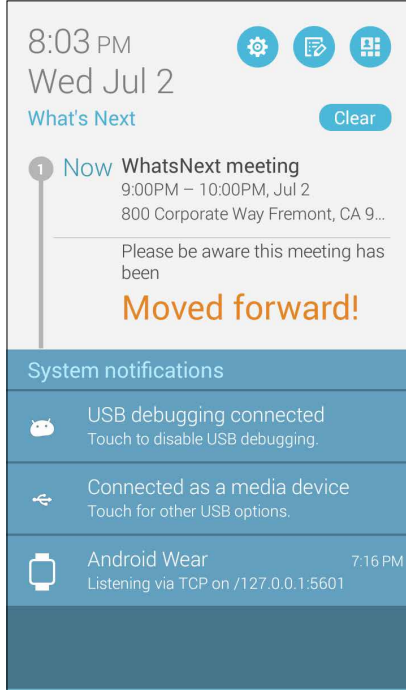 8:03 PM
Wed Jul 2
What's Next
Clear
1 Now WhatsNext meeting
9:00PM – 10:00PM, Jul 2
800 Corporate Way Fremont, CA 9...
Please be aware this meeting has
been
Moved forward!
System notifications
USB debugging connected
Touch to disable USB debugging.
Connected as a media device
Touch for other USB options.
Android Wear 7:16 PM
Listening via TCP on /127.0.0.1:5601